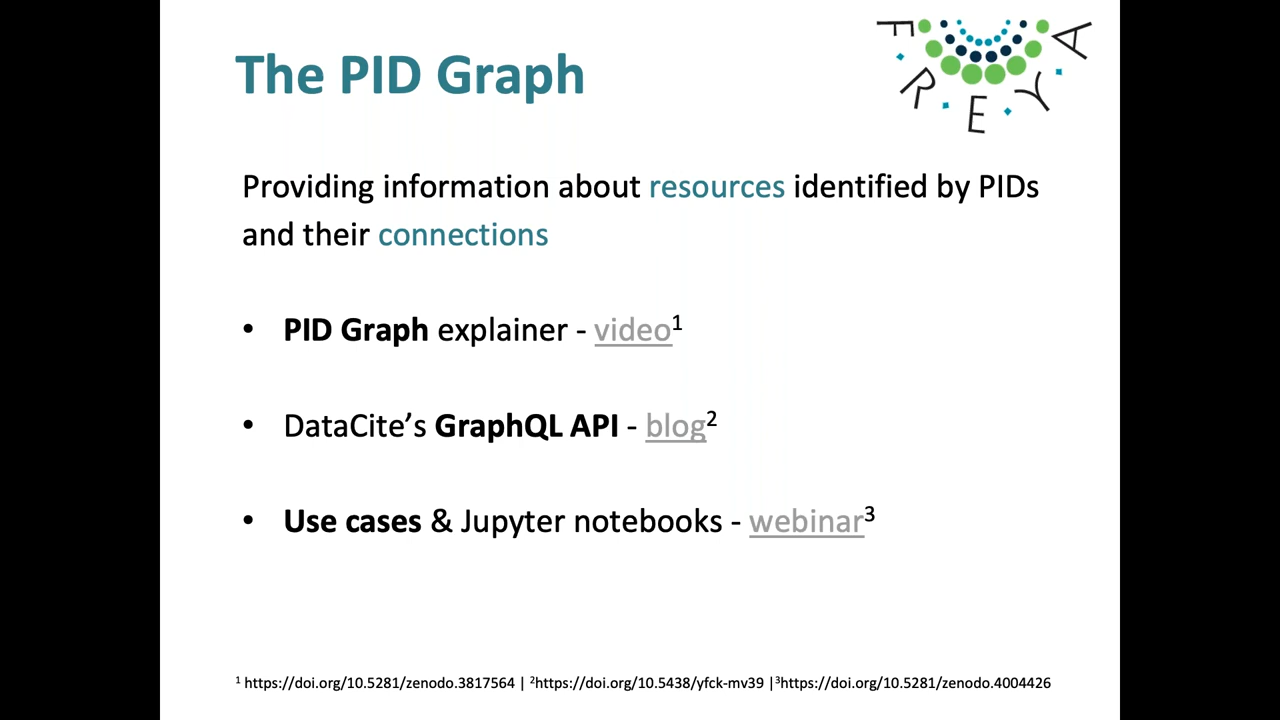 The PID Graph
FREYA
Providing information about resources identified by PIDs
and their connections
• PID Graph explainer - video1
• DataCite’s GraphQL API - blog2
• Use cases & Jupyter notebooks - webinar3
1 https://doi.org/10.5281/zenodo.3817564 | 2https://doi.org/10.5438/yfck-mv39 |3https://doi.org/10.5281/zenodo.4004426